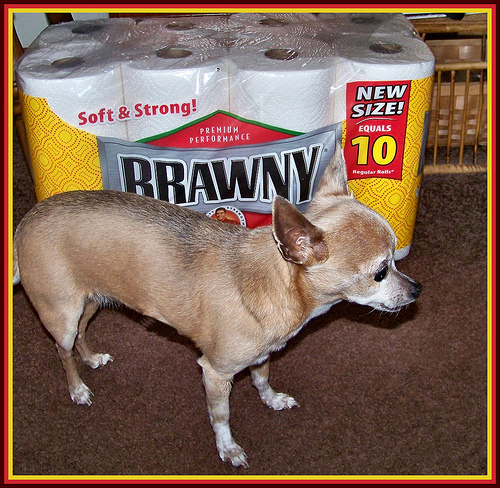 Soft & Strong!
PREMIUM
PERFORMANCE
BRAWNY
NEW
SIZE!
EQUALS
10
Regular Rolls*